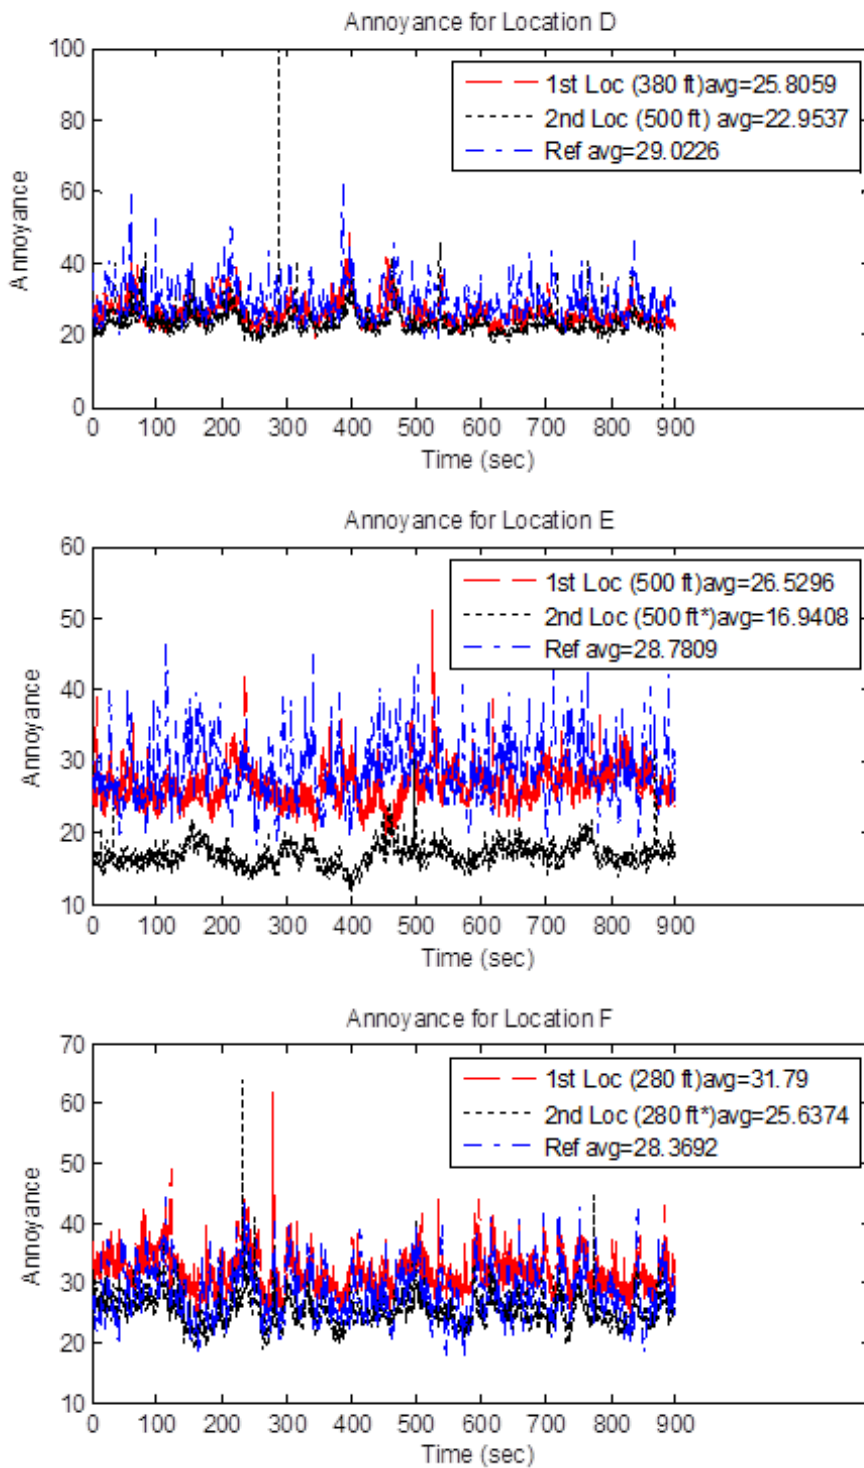 Annoyance for Location D
100
80
60
40
20
0
Annoyance
1st Loc (380 ft)avg=25.8059
2nd Loc (500 ft) avg=22.9537
Ref avg=29.0226
0 100 200 300 400 500 600 700 800 900
Time (sec)
Annoyance for Location E
60
50
40
30
20
10
Annoyance
1st Loc (500 ft)avg=26.5296
2nd Loc (500 ft*)avg=16.9408
Ref avg=28.7809
0 100 200 300 400 500 600 700 800 900
Time (sec)
Annoyance for Location F
70
60
50
40
30
20
10
Annoyance
1st Loc (280 ft)avg=31.79
2nd Loc (280 ft*)avg=25.6374
Ref avg=28.3692
0 100 200 300 400 500 600 700 800 900
Time (sec)